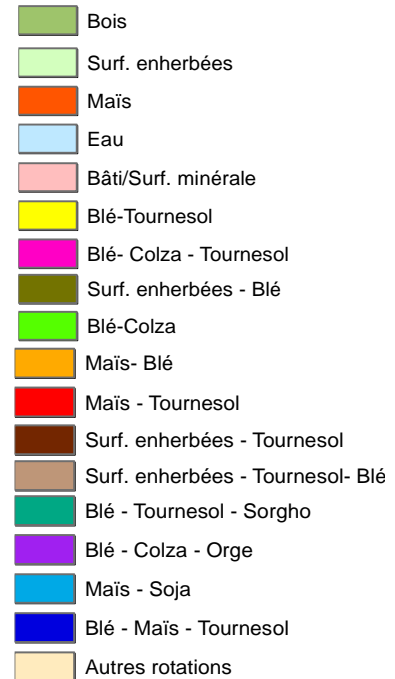 Bois
Surf. enherbées
Maïs
Eau
Bâti/Surf. minérale
Blé-Tournesol
Blé- Colza - Tournesol
Surf. enherbées - Blé
Blé-Colza
Maïs- Blé
Maïs - Tournesol
Surf. enherbées - Tournesol
Surf. enherbées - Tournesol- Blé
Blé - Tournesol - Sorgho
Blé - Colza - Orge
Maïs - Soja
Blé - Maïs - Tournesol
Autres rotations